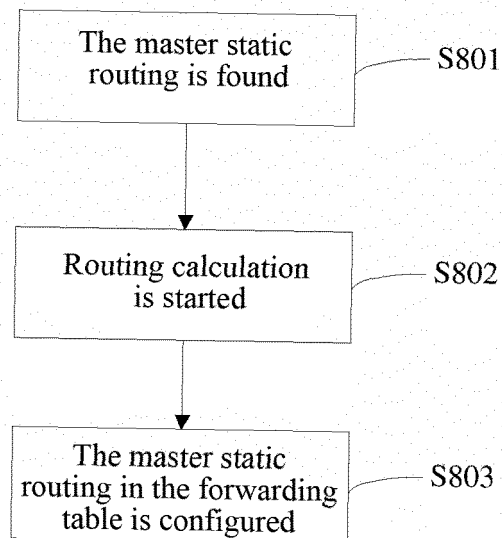 The master static
routing is found
S801
Routing calculation
is started
S802
The master static
routing in the forwarding
table is configured
S803